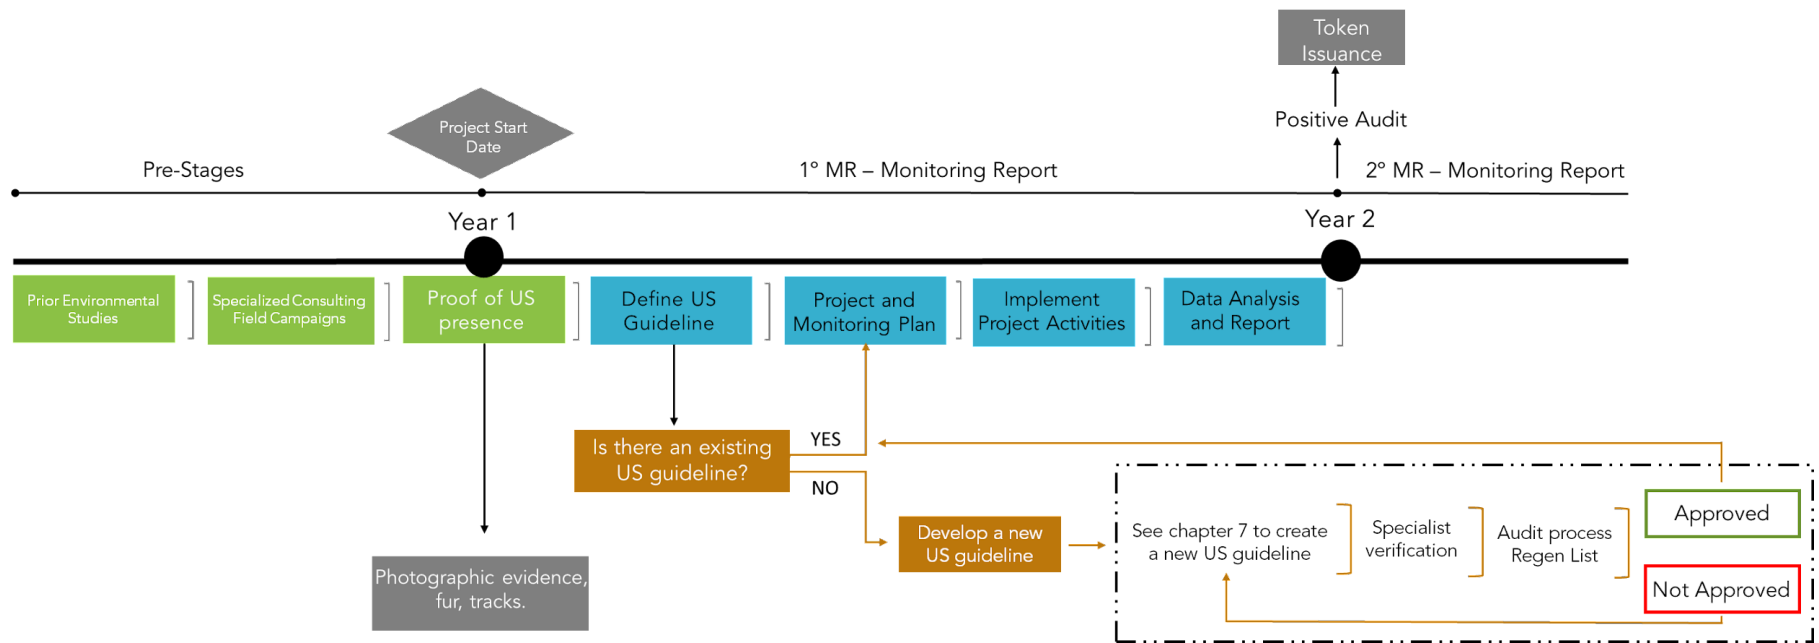 Token
Issuance
Project Start
Date
Positive Audit
Pre-Stages
1º MR – Monitoring Report
2º MR – Monitoring Report
Year 1
Year 2
Prior Environmental
Studies
Specialized Consulting
Field Campaigns
Proof of US
presence
Define US
Guideline
Project and
Monitoring Plan
Implement
Project Activities
Data Analysis
and Report
Is there an existing
US guideline?
YES
NO
Develop a new
US guideline
See chapter 7 to create
a new US guideline
Specialist
verification
Audit process
Regen List
Approved
Not Approved
Photographic evidence,
fur, tracks.